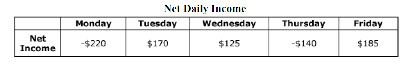 Net Daily Income
Monday Tuesday Wednesday Thursday Friday
Net Income -$220 $170 $125 -$140 $185